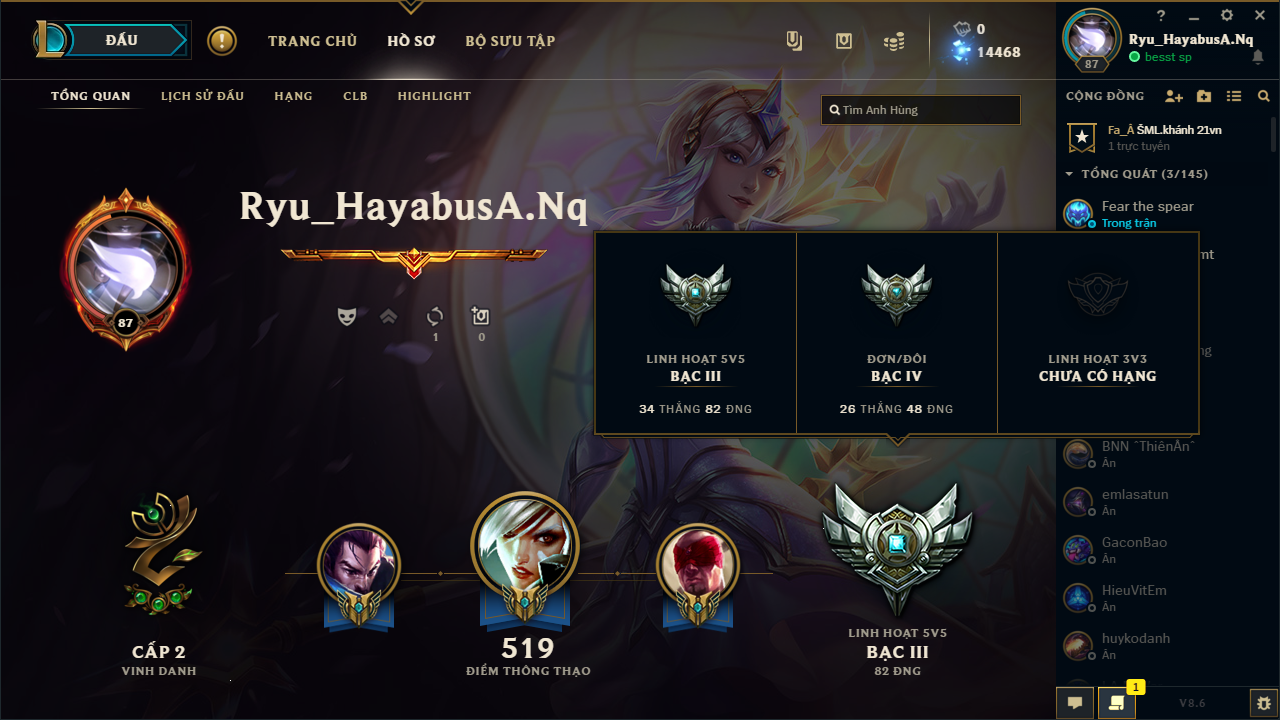 ĐẤU
!
TRANG CHỦ
HỒ SƠ
BỘ SƯU TẬP
0
14468
?
Ryu_HayabusA.Nq
87
besst sp
TỔNG QUAN
LỊCH SỬ ĐẤU
HẠNG
CLB
HIGHLIGHT
Tìm Anh Hùng
CỘNG ĐỒNG
Fa_Â ŠML.khánh 21vn
1 trực tuyến
TỔNG QUÁT (3/145)
Fear the spear
Trong trận
Ryu_HayabusA.Nq
87
1
0
LINH HOẠT 5V5
BẠC III
34 THẮNG 82 ĐNG
ĐƠN/ĐÔI
BẠC IV
26 THẮNG 48 ĐNG
LINH HOẠT 3V3
CHƯA CÓ HẠNG
mt
ng
BNN ˆThiênÂnˆ
Ẩn
emlasatun
Ẩn
GaconBao
Ẩn
HieuVitEm
Ẩn
huykodanh
Ẩn
CẤP 2
VINH DANH
519
ĐIỂM THÔNG THẠO
LINH HOẠT 5V5
BẠC III
82 ĐNG
1
V8.6